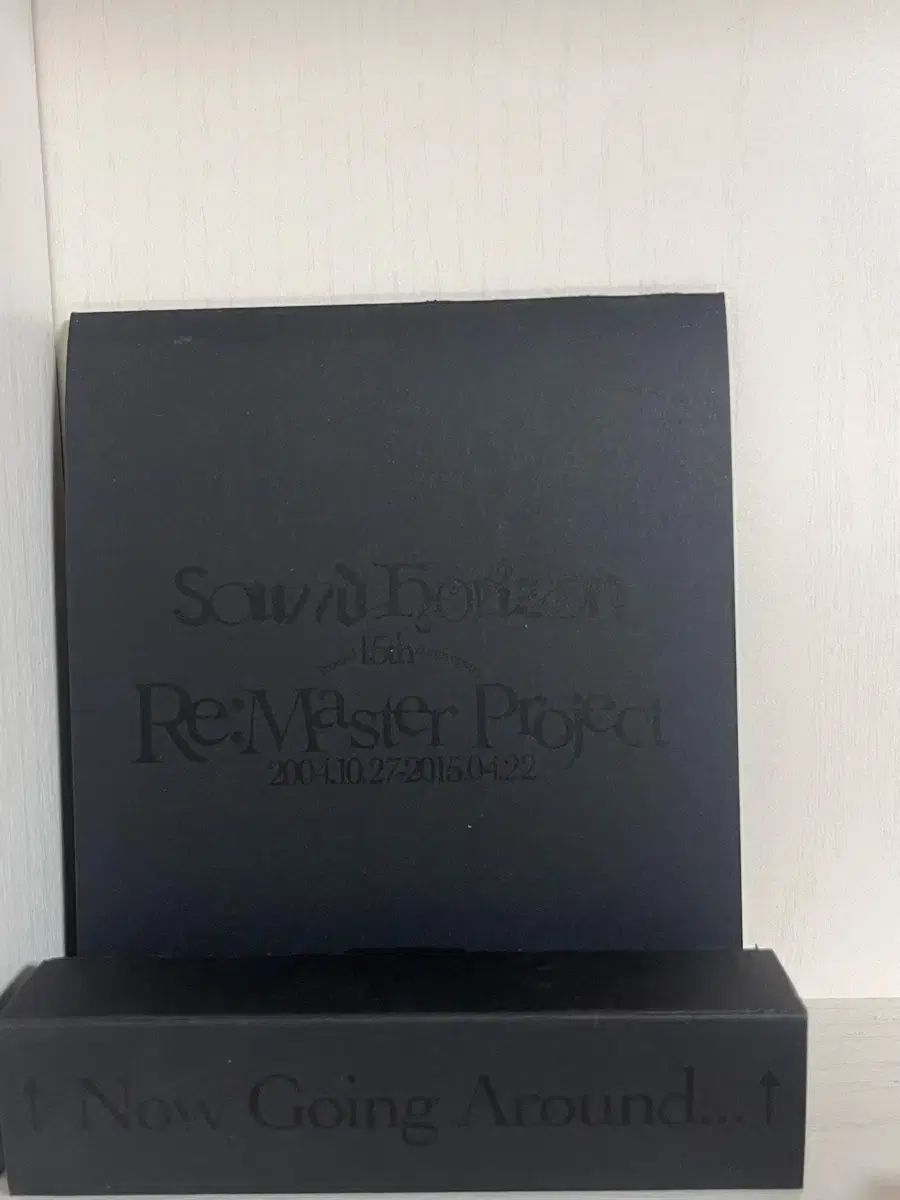 Sound Horizon
15th
Re:Master Project
2004.10.27-2015.04.22
↑ Now Going Around... ↑